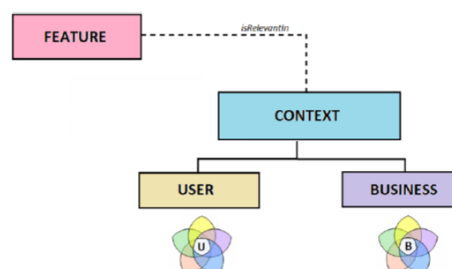 FEATURE
isRelevantIn
CONTEXT
USER
BUSINESS
U
B